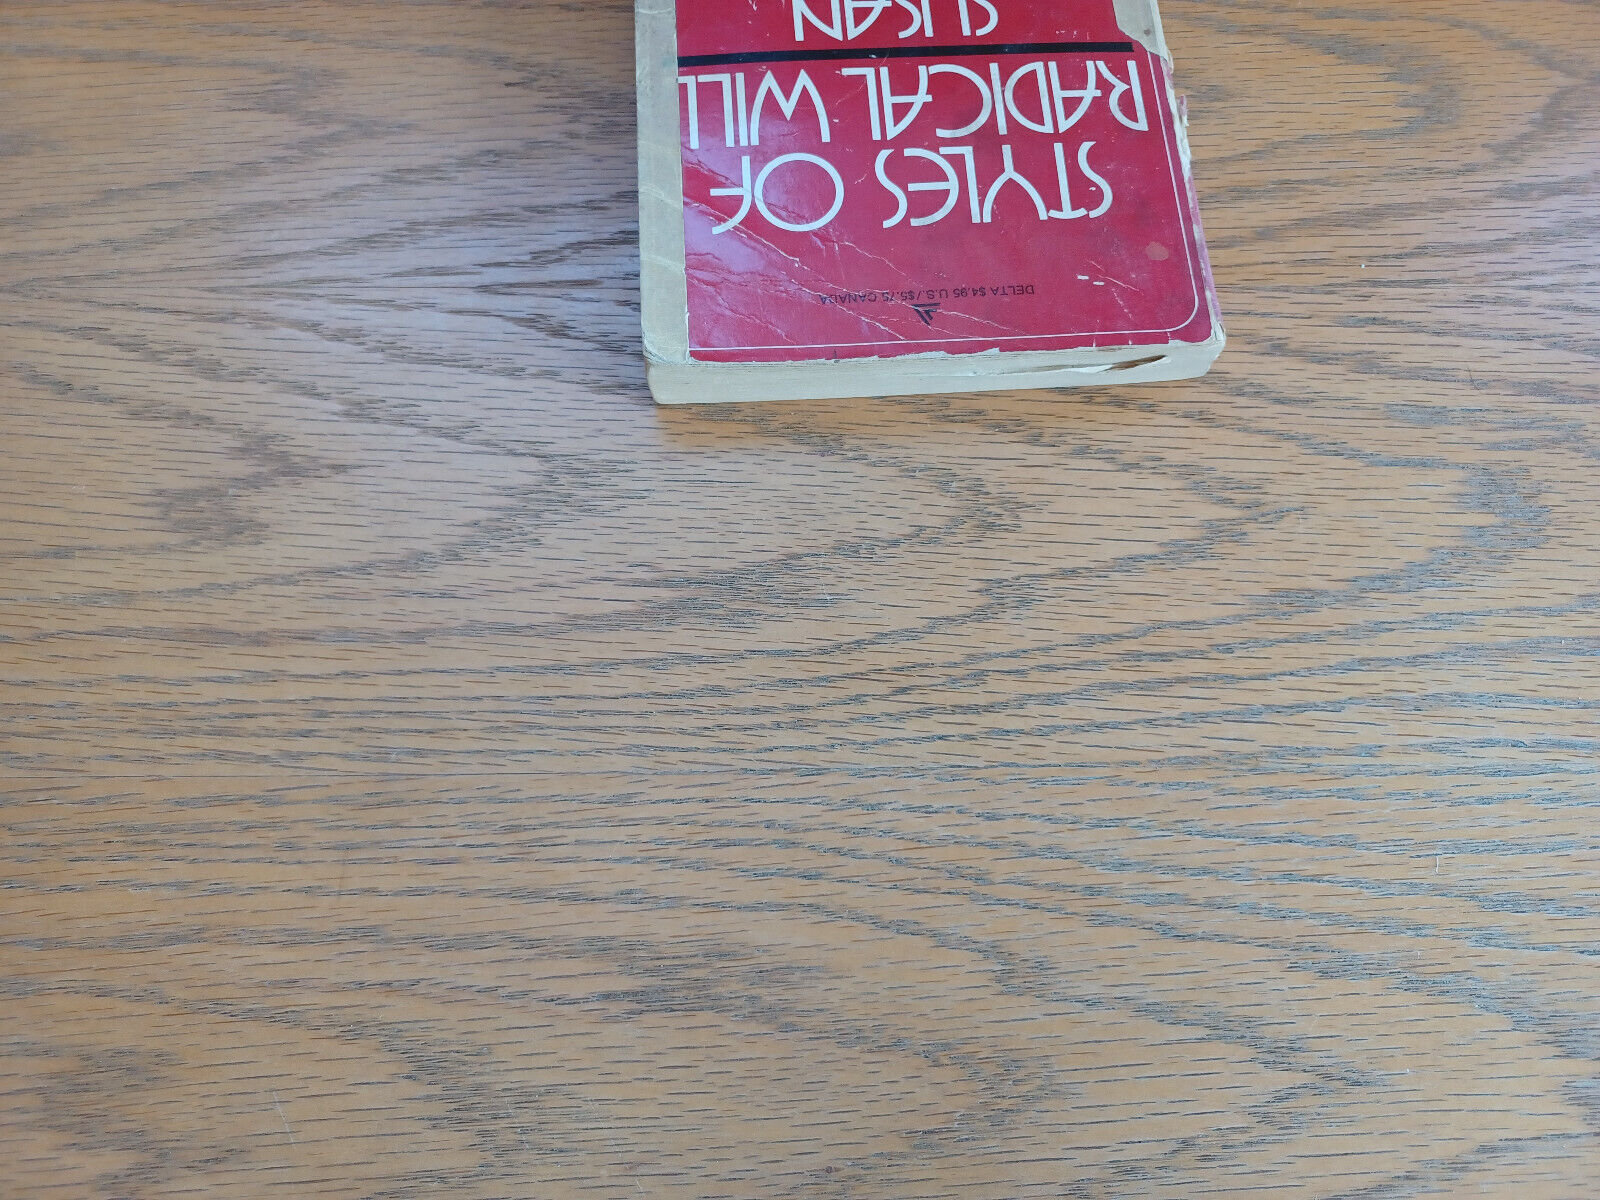 DELTA $4.95 U.S./$5.75 CANADA
STYLES OF
RADICAL WILL
SUSAN